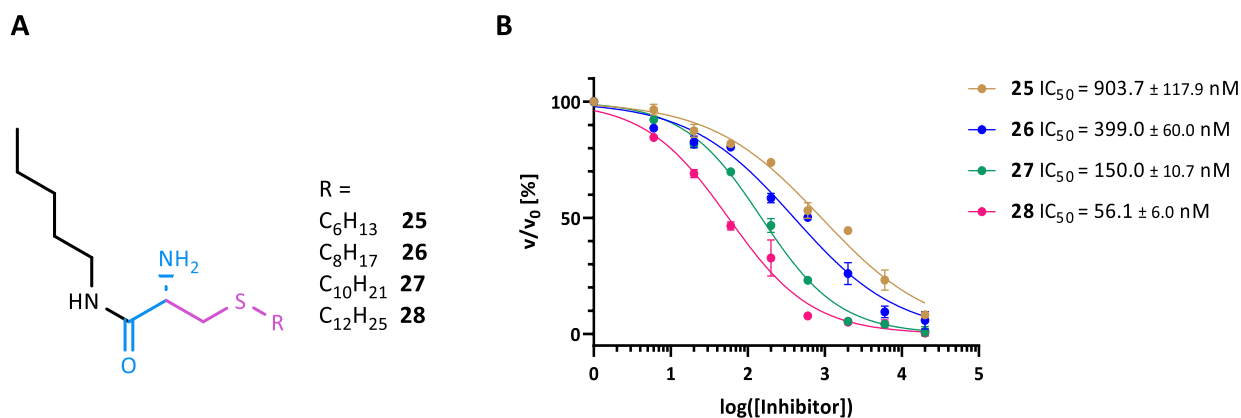 A
B
R =
C6H13 25
C8H17 26
C10H21 27
C12H25 28
NH2
HN
S
R
O
100
50
0
v/v0 [%]
0 1 2 3 4 5
log([Inhibitor])
25 IC50 = 903.7 ± 117.9 nM
26 IC50 = 399.0 ± 60.0 nM
27 IC50 = 150.0 ± 10.7 nM
28 IC50 = 56.1 ± 6.0 nM